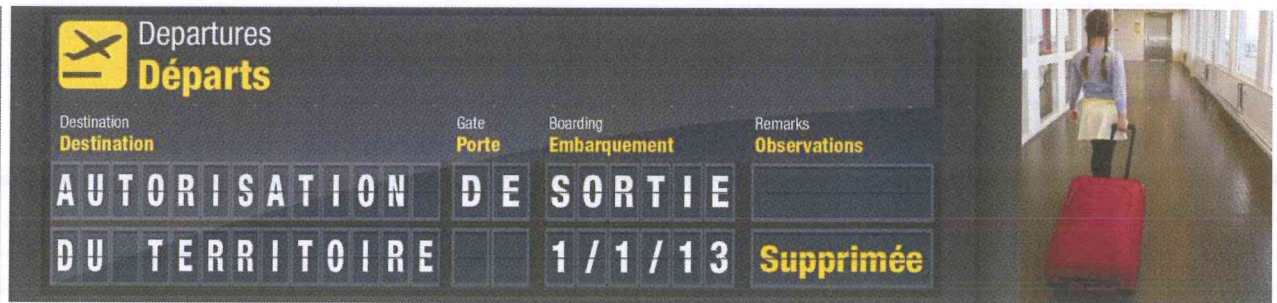 Departures
Départs
Destination Gate Boarding Remarks
Destination Porte Embarquement Observations
AUTORISATION DE SORTIE
DU TERRITOIRE 1/1/13 Supprimée